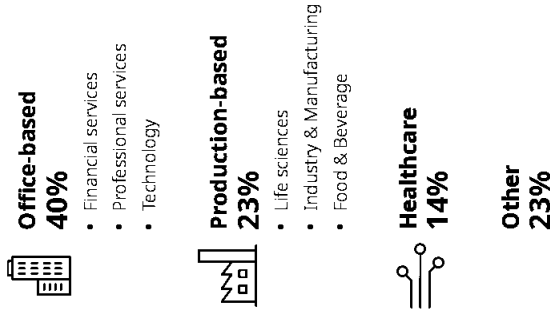 Office-based
40%
• Financial services
• Professional services
• Technology
Production-based
23%
• Life sciences
• Industry & Manufacturing
• Food & Beverage
Healthcare
14%
Other
23%